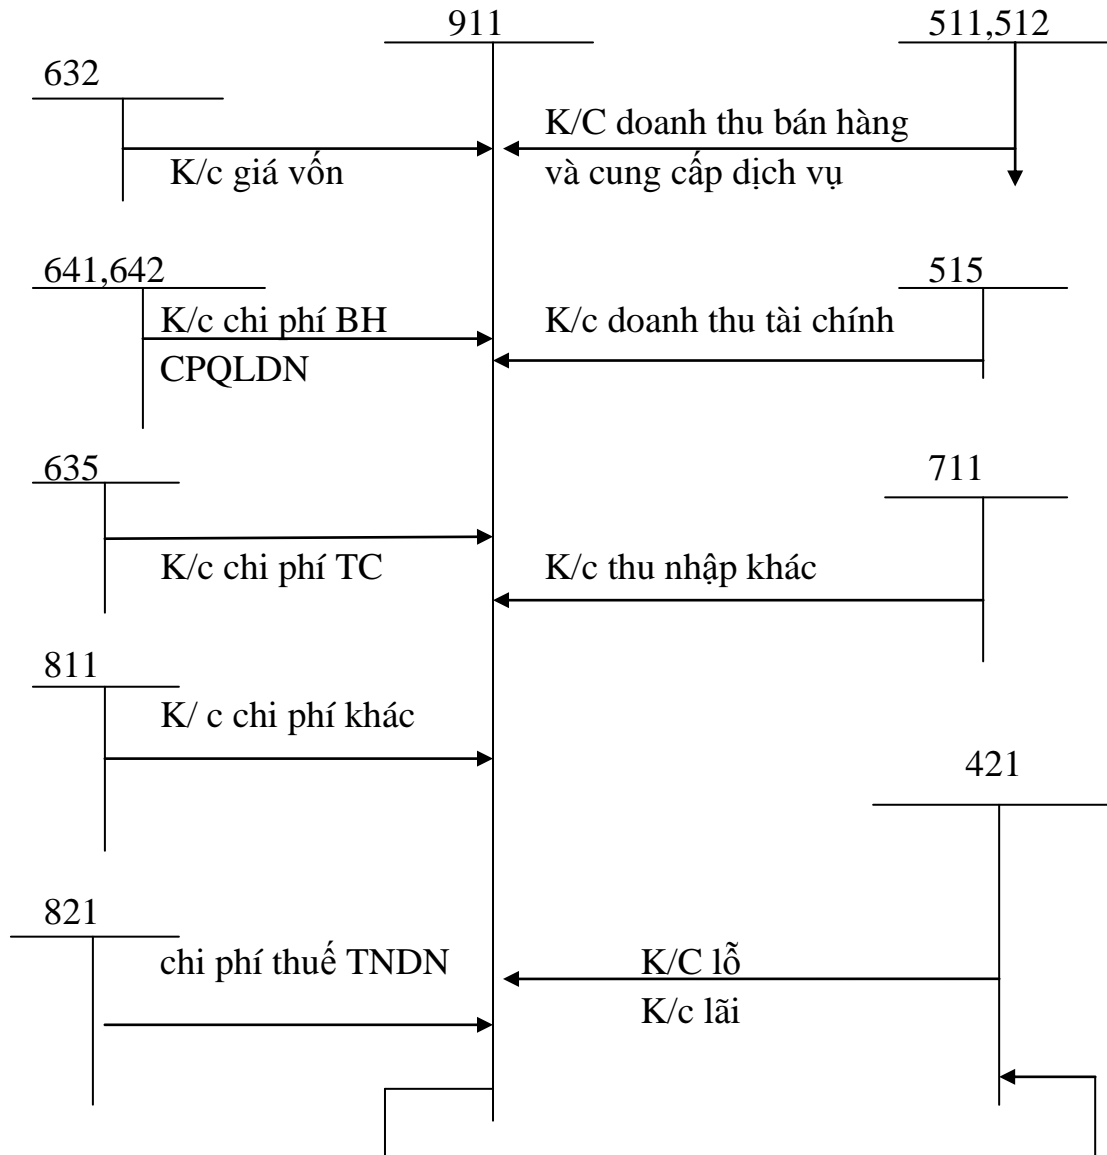 911
511,512
632
K/C doanh thu bán hàng
K/c giá vốn
và cung cấp dịch vụ
641,642
515
K/c chi phí BH
K/c doanh thu tài chính
CPQLDN
635
711
K/c chi phí TC
K/c thu nhập khác
811
K/ c chi phí khác
421
821
chi phí thuế TNDN
K/C lỗ
K/c lãi